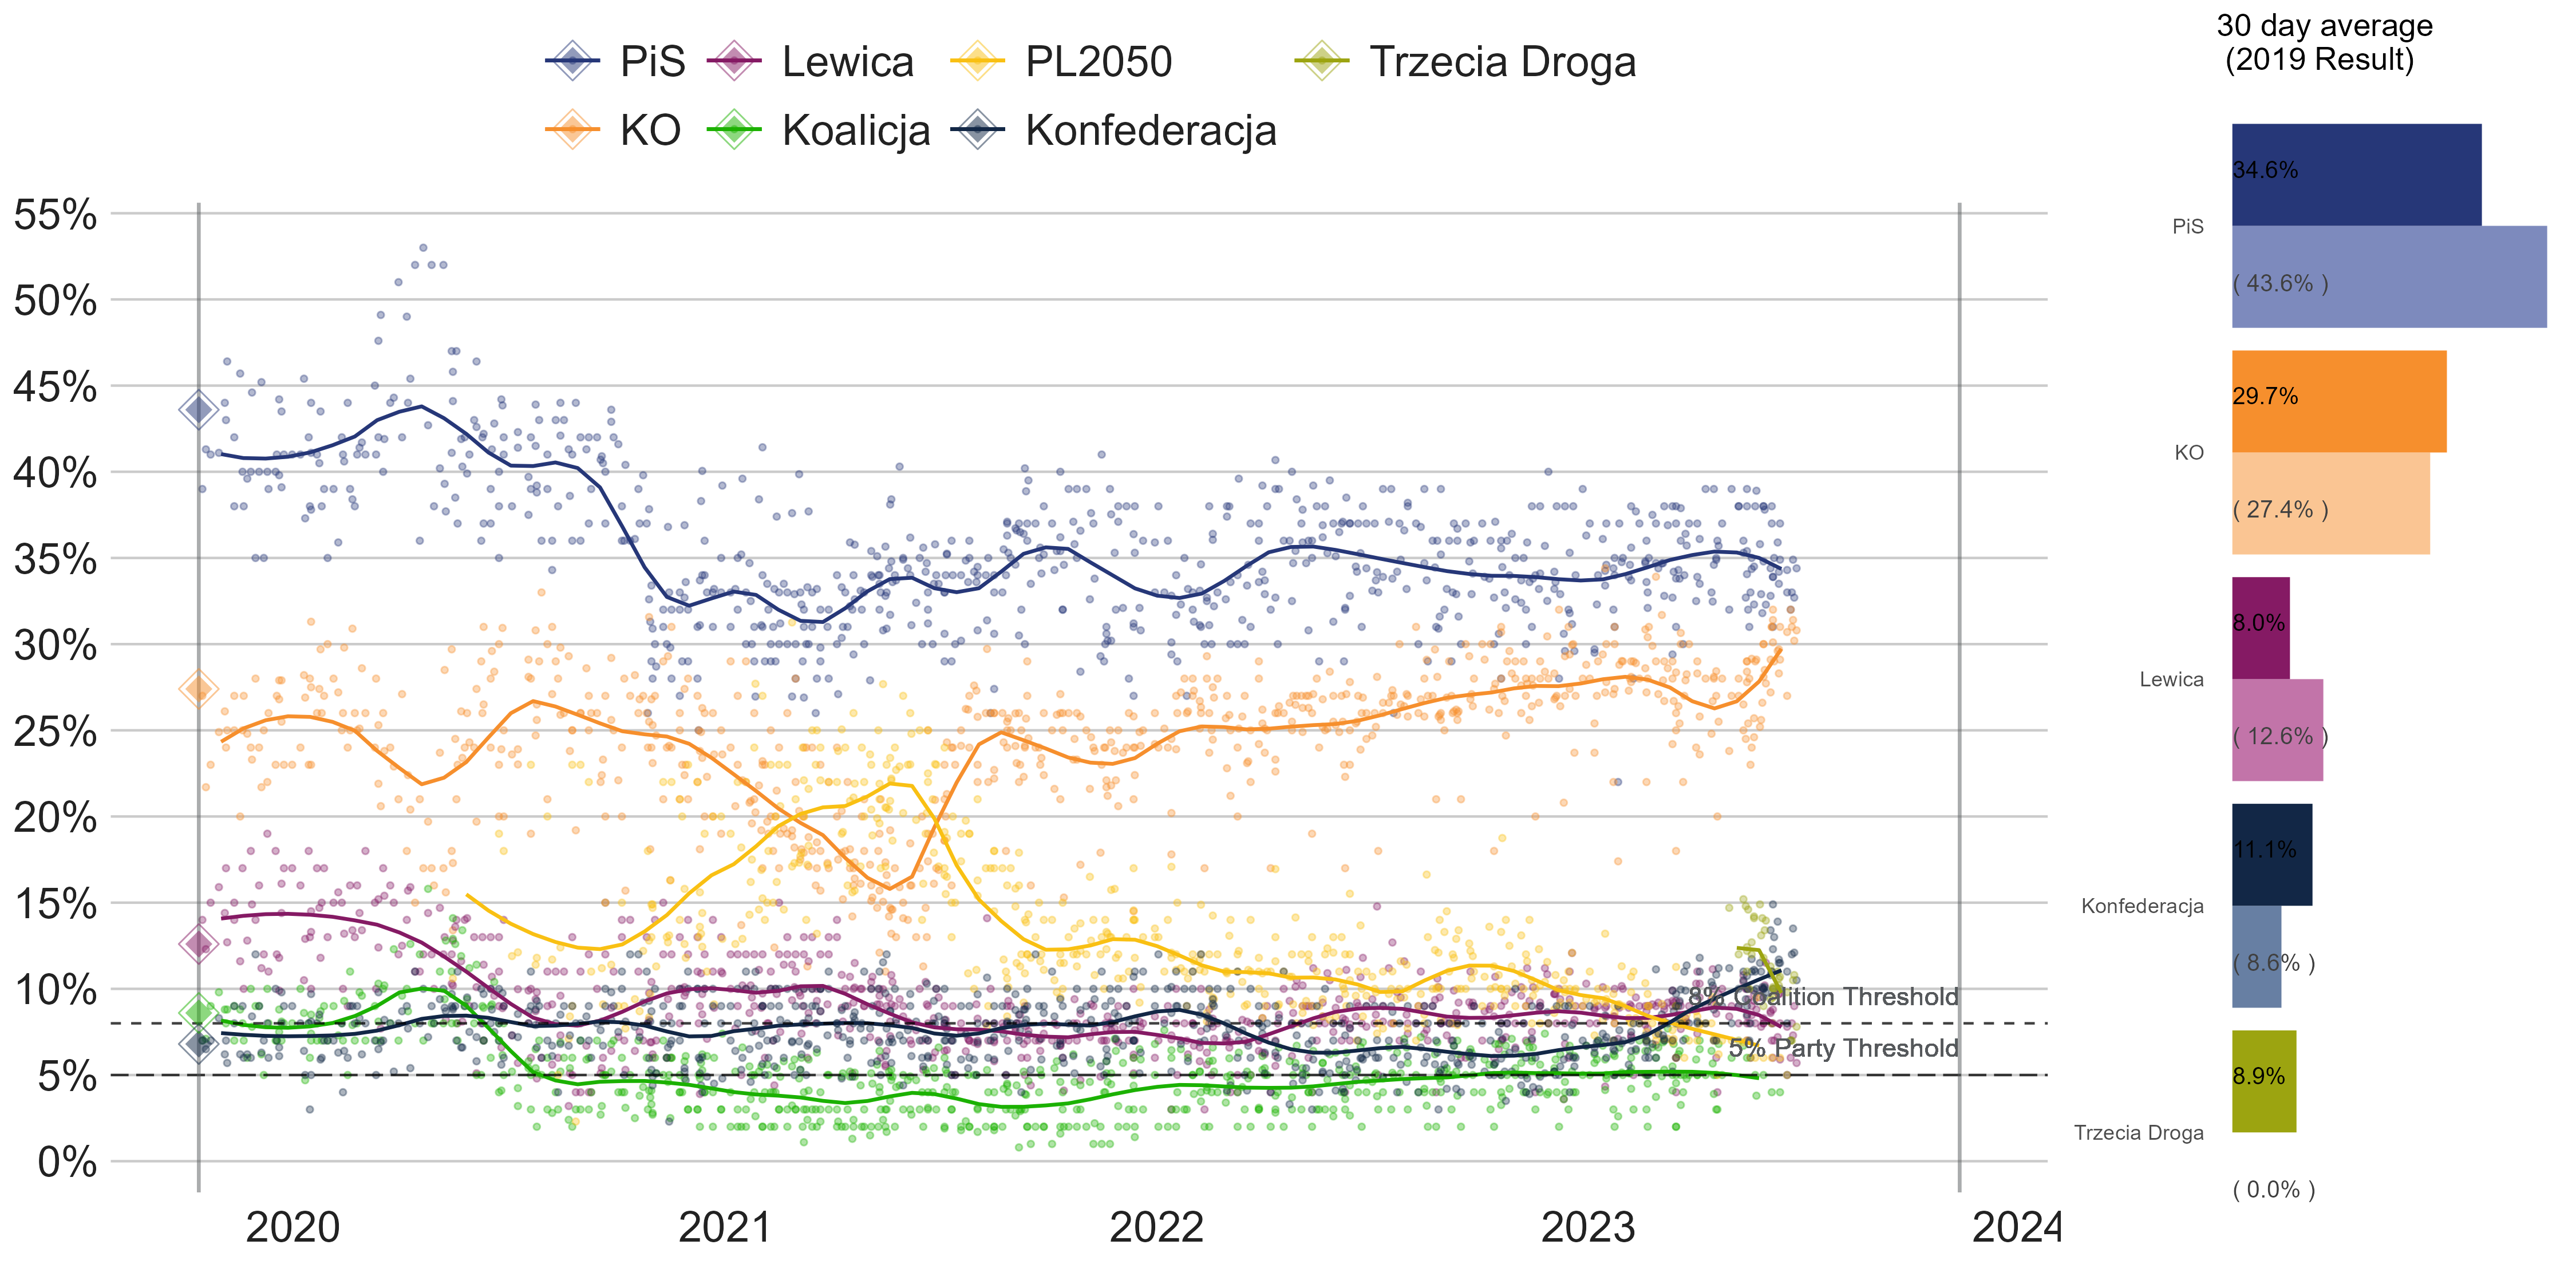 PiS Lewica PL2050 Trzecia Droga
KO Koalicja Konfederacja
55%
50%
45%
40%
35%
30%
25%
20%
15%
10%
5%
0%
8% Coalition Threshold
5% Party Threshold
2020 2021 2022 2023 2024
30 day average
(2019 Result)
34.6%
PiS
( 43.6% )
29.7%
KO
( 27.4% )
8.0%
Lewica
( 12.6% )
11.1%
Konfederacja
( 8.6% )
8.9%
Trzecia Droga
( 0.0% )